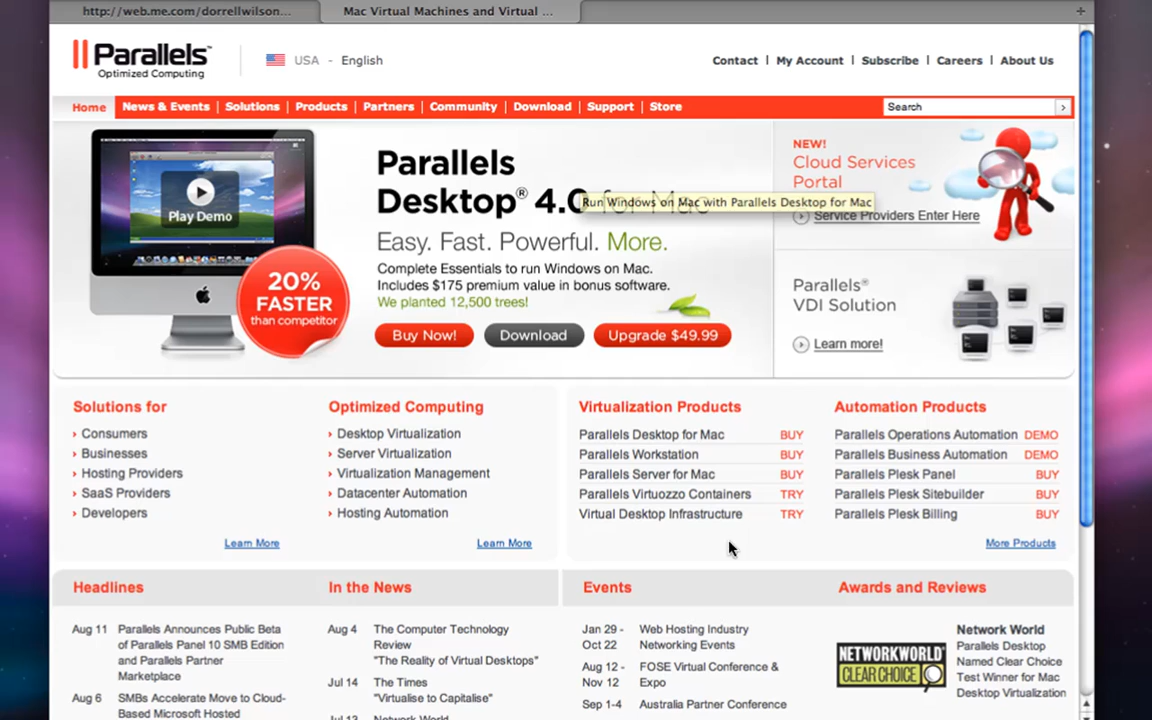 http://web.me.com/dorrellwilson...
Mac Virtual Machines and Virtual ...
Parallels™
Optimized Computing
USA - English
Contact | My Account | Subscribe | Careers | About Us
Home
News & Events | Solutions | Products | Partners | Community | Download | Support | Store
Search
Play Demo
20%
FASTER
than competitor
Parallels
Desktop® 4.0 for Mac
Run Windows on Mac with Parallels Desktop for Mac
Easy. Fast. Powerful. More.
Complete Essentials to run Windows on Mac.
Includes $175 premium value in bonus software.
We planted 12,500 trees!
Buy Now!
Download
Upgrade $49.99
NEW!
Cloud Services
Portal
Service Providers Enter Here
Parallels®
VDI Solution
Learn more!
Solutions for
Consumers
Businesses
Hosting Providers
SaaS Providers
Developers
Learn More
Optimized Computing
Desktop Virtualization
Server Virtualization
Virtualization Management
Datacenter Automation
Hosting Automation
Learn More
Virtualization Products
Parallels Desktop for Mac BUY
Parallels Workstation BUY
Parallels Server for Mac BUY
Parallels Virtuozzo Containers TRY
Virtual Desktop Infrastructure TRY
Automation Products
Parallels Operations Automation DEMO
Parallels Business Automation DEMO
Parallels Plesk Panel BUY
Parallels Plesk Sitebuilder BUY
Parallels Plesk Billing BUY
More Products
Headlines
Aug 11 Parallels Announces Public Beta
of Parallels Panel 10 SMB Edition
and Parallels Partner
Marketplace
Aug 6 SMBs Accelerate Move to Cloud-
Based Microsoft Hosted
In the News
Aug 4 The Computer Technology
Review
"The Reality of Virtual Desktops"
Jul 14 The Times
"Virtualise to Capitalise"
Jul 13 Network World
Events
Jan 29 - Web Hosting Industry
Oct 22 Networking Events
Aug 12 - FOSE Virtual Conference &
Nov 12 Expo
Sep 1-4 Australia Partner Conference
Awards and Reviews
NETWORKWORLD
CLEAR CHOICE
Network World
Parallels Desktop
Named Clear Choice
Test Winner for Mac
Desktop Virtualization